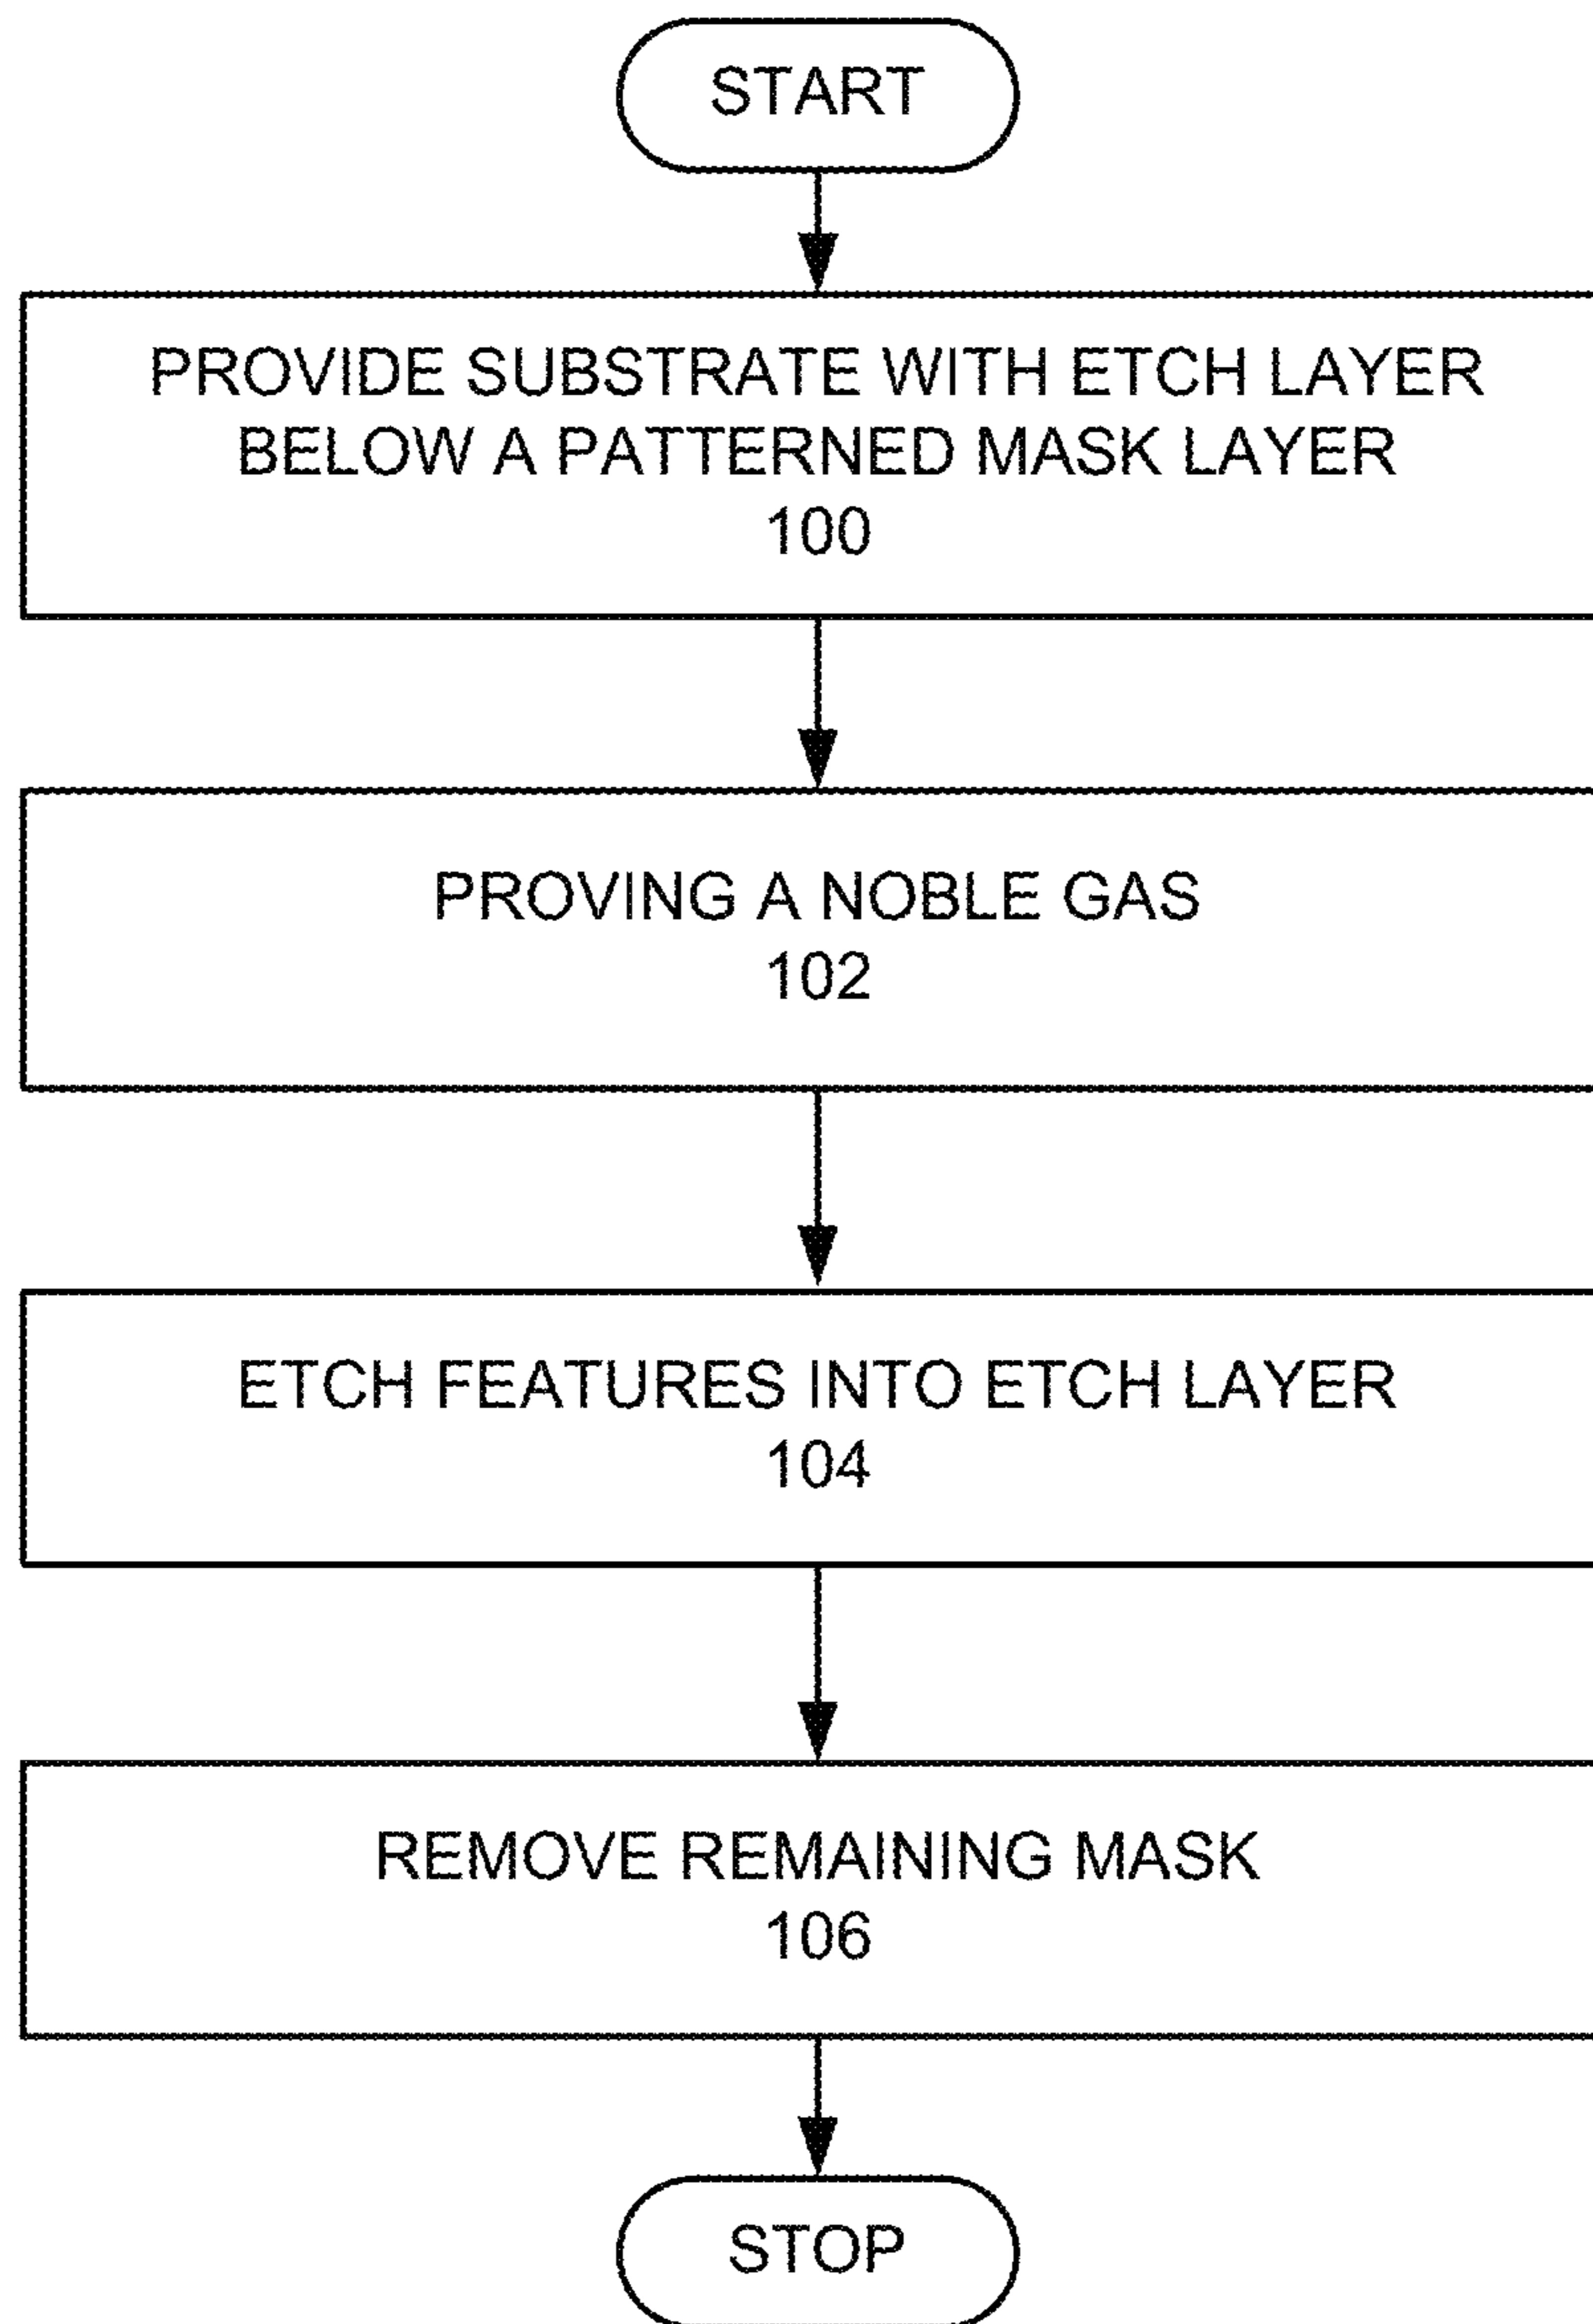 START
PROVIDE SUBSTRATE WITH ETCH LAYER
BELOW A PATTERNED MASK LAYER
100
PROVING A NOBLE GAS
102
ETCH FEATURES INTO ETCH LAYER
104
REMOVE REMAINING MASK
106
STOP